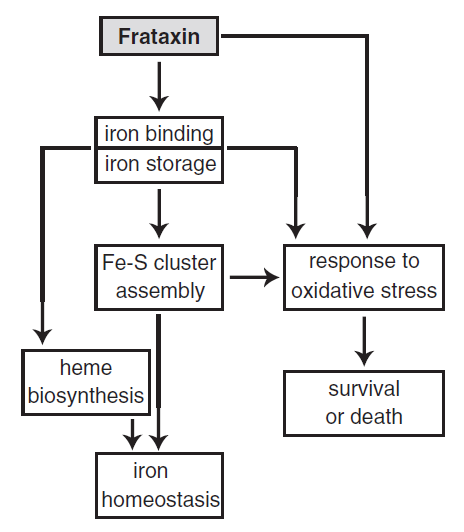 Frataxin
iron binding
iron storage
Fe-S cluster
assembly
response to
oxidative stress
heme
biosynthesis
survival
or death
iron
homeostasis